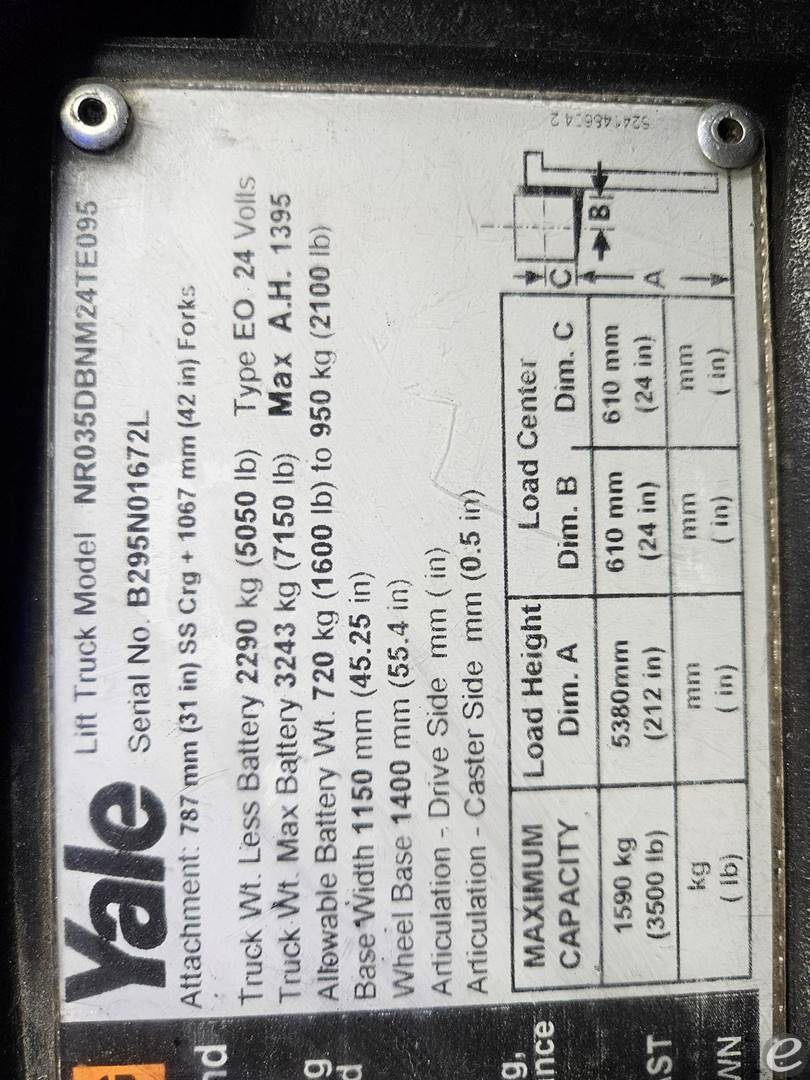 Yale
Lift Truck Model NR035DBNM24TE095
Serial No. B295N01672L
Attachment: 787 mm (31 in) SS Crg + 1067 mm (42 in) Forks
Truck Wt. Less Battery 2290 kg (5050 lb) Type EO 24 Volts
Truck Wt. Max Battery 3243 kg (7150 lb) Max A.H. 1395
Allowable Battery Wt. 720 kg (1600 lb) to 950 kg (2100 lb)
Base Width 1150 mm (45.25 in)
Wheel Base 1400 mm (55.4 in)
Articulation - Drive Side mm ( in)
Articulation - Caster Side mm (0.5 in)
MAXIMUM CAPACITY Load Height Dim. A Load Center Dim. B Dim. C
1590 kg 5380mm 610 mm 610 mm
(3500 lb) (212 in) (24 in) (24 in)
kg mm mm mm
( lb) ( in) ( in) ( in)
C
B
A
nd
g
d
g,
nce
ST
WN
e